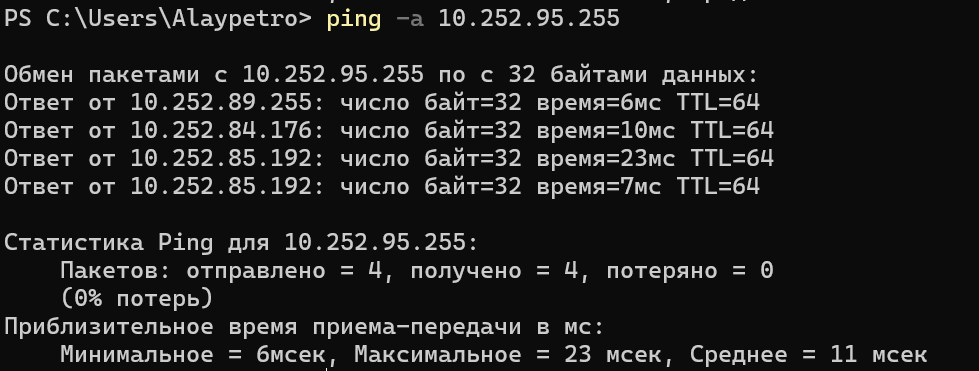 PS C:\Users\Alaypetro> ping -a 10.252.95.255
Обмен пакетами с 10.252.95.255 по с 32 байтами данных:
Ответ от 10.252.89.255: число байт=32 время=6мс TTL=64
Ответ от 10.252.84.176: число байт=32 время=10мс TTL=64
Ответ от 10.252.85.192: число байт=32 время=23мс TTL=64
Ответ от 10.252.85.192: число байт=32 время=7мс TTL=64
Статистика Ping для 10.252.95.255:
    Пакетов: отправлено = 4, получено = 4, потеряно = 0
    (0% потерь)
Приблизительное время приема-передачи в мс:
    Минимальное = 6мсек, Максимальное = 23 мсек, Среднее = 11 мсек